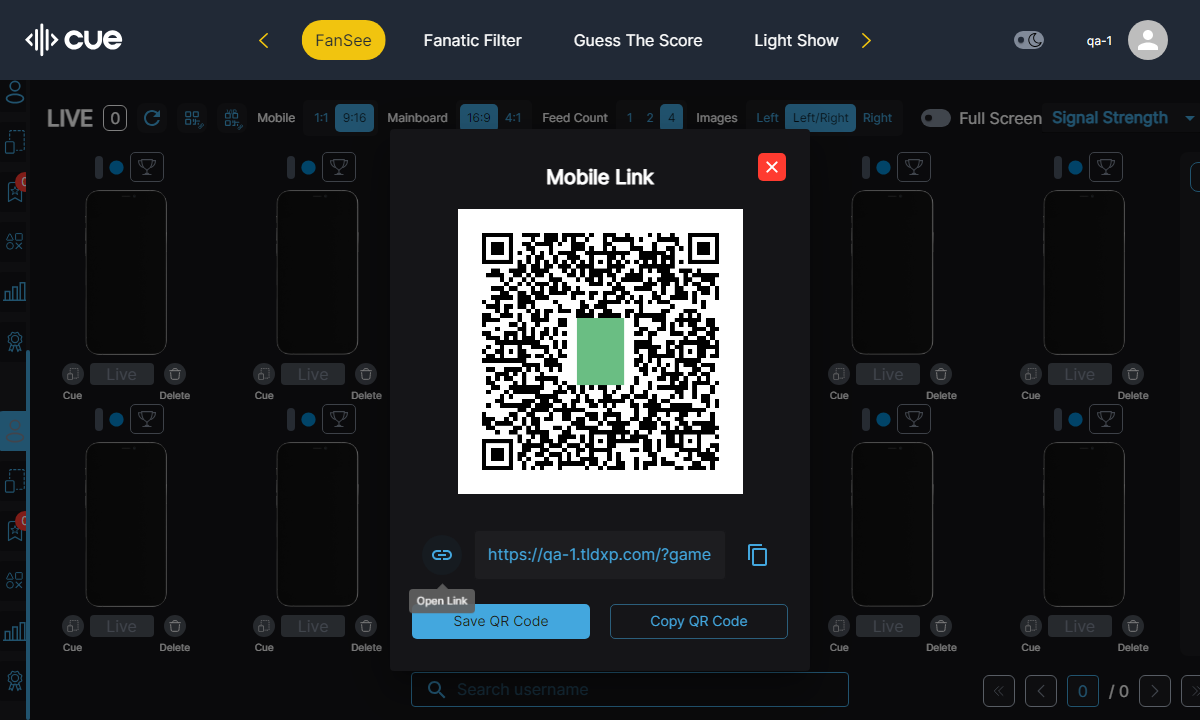 cue
FanSee
Fanatic Filter
Guess The Score
Light Show
qa-1
LIVE 0
Mobile 1:1 9:16
Mainboard 16:9 4:1
Feed Count 1 2 4
Images Left Left/Right Right
Full Screen
Signal Strength
Mobile Link
Live Live Live Live
Cue Delete Cue Delete Cue Delete Cue Delete
https://qa-1.tldxp.com/?game
Open Link
Save QR Code
Copy QR Code
Live Live Live Live
Cue Delete Cue Delete Cue Delete Cue Delete
Search username
0 / 0